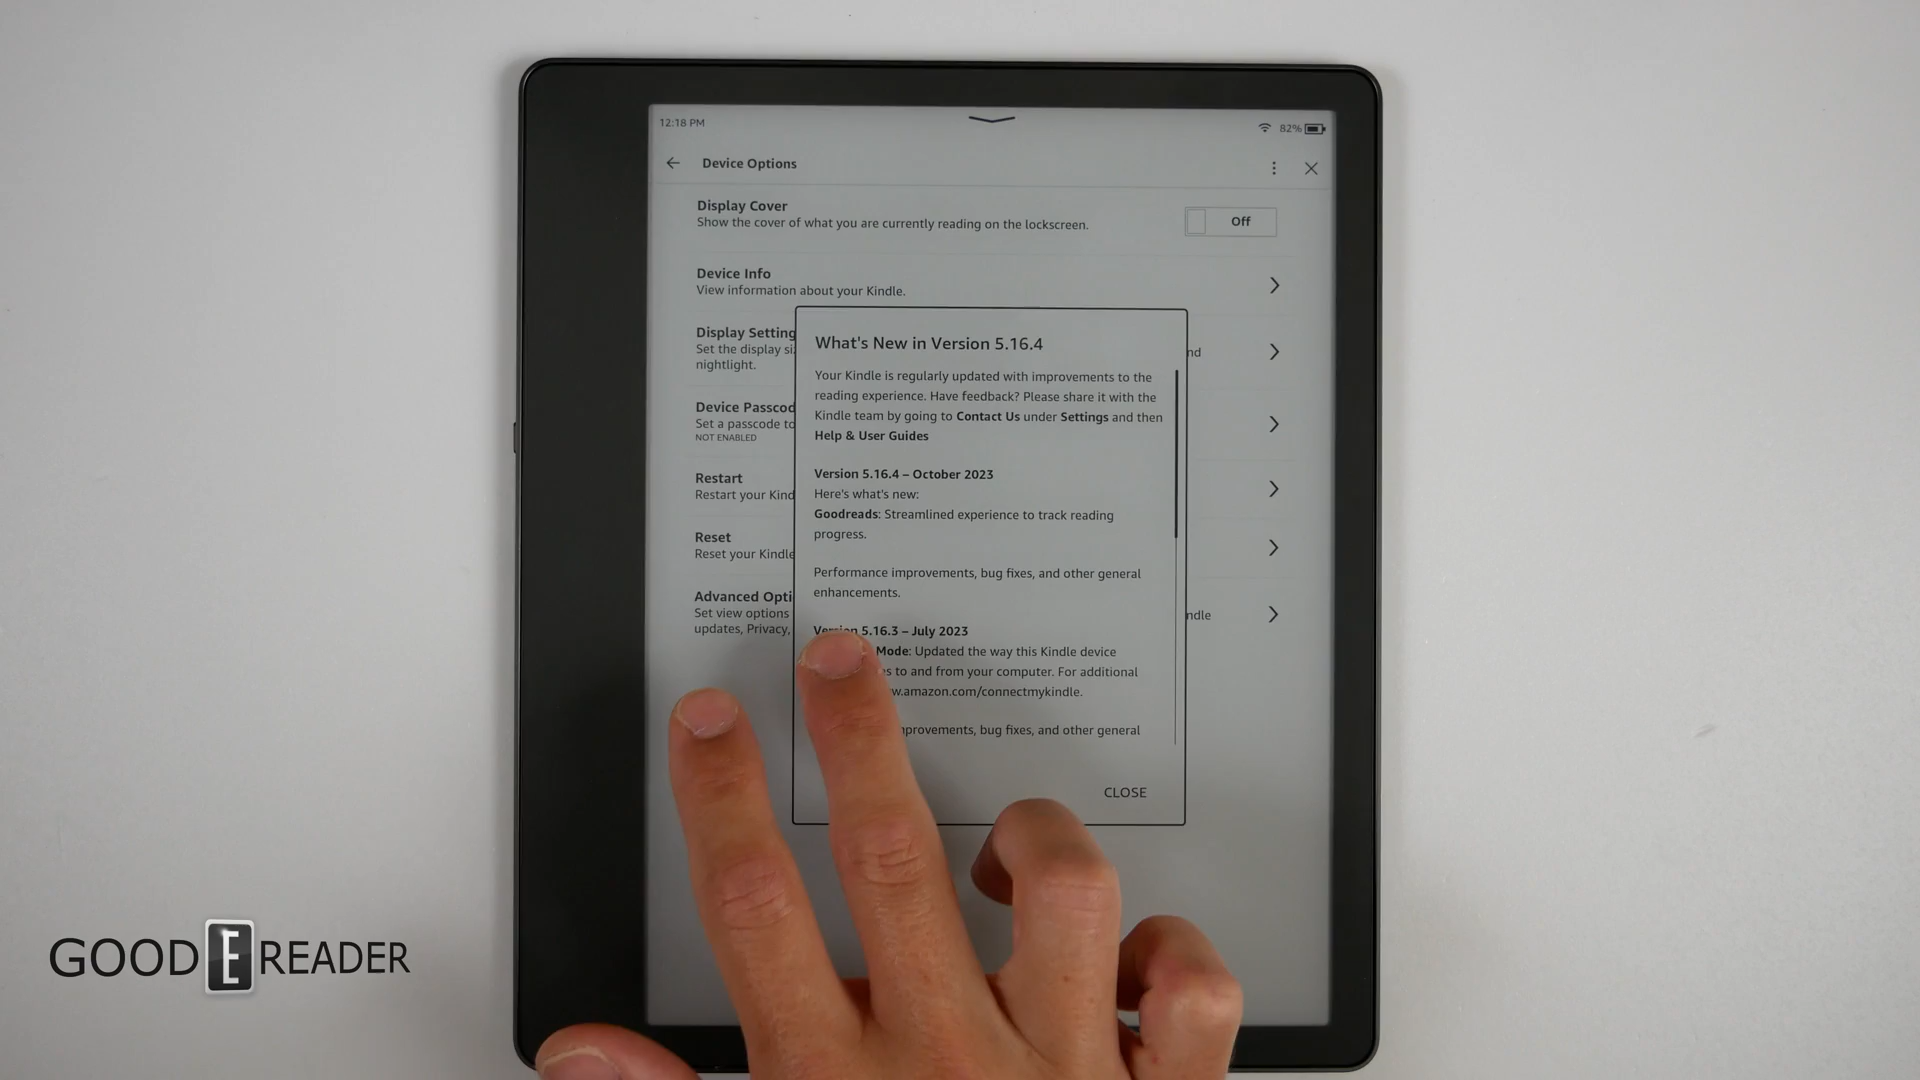 12:18 PM
82%
Device Options
Display Cover
Show the cover of what you are currently reading on the lockscreen.
Off
Device Info
View information about your Kindle.
Display Setting
Set the display si
nd
nightlight.
Device Passcod
Set a passcode to
NOT ENABLED
Restart
Restart your Kind
Reset
Reset your Kindle
Advanced Opti
Set view options
ndle
updates, Privacy,
What's New in Version 5.16.4
Your Kindle is regularly updated with improvements to the
reading experience. Have feedback? Please share it with the
Kindle team by going to Contact Us under Settings and then
Help & User Guides
Version 5.16.4 – October 2023
Here's what's new:
Goodreads: Streamlined experience to track reading
progress.
Performance improvements, bug fixes, and other general
enhancements.
Version 5.16.3 – July 2023
Mode: Updated the way this Kindle device
s to and from your computer. For additional
w.amazon.com/connectmykindle.
provements, bug fixes, and other general
CLOSE
GOOD E READER